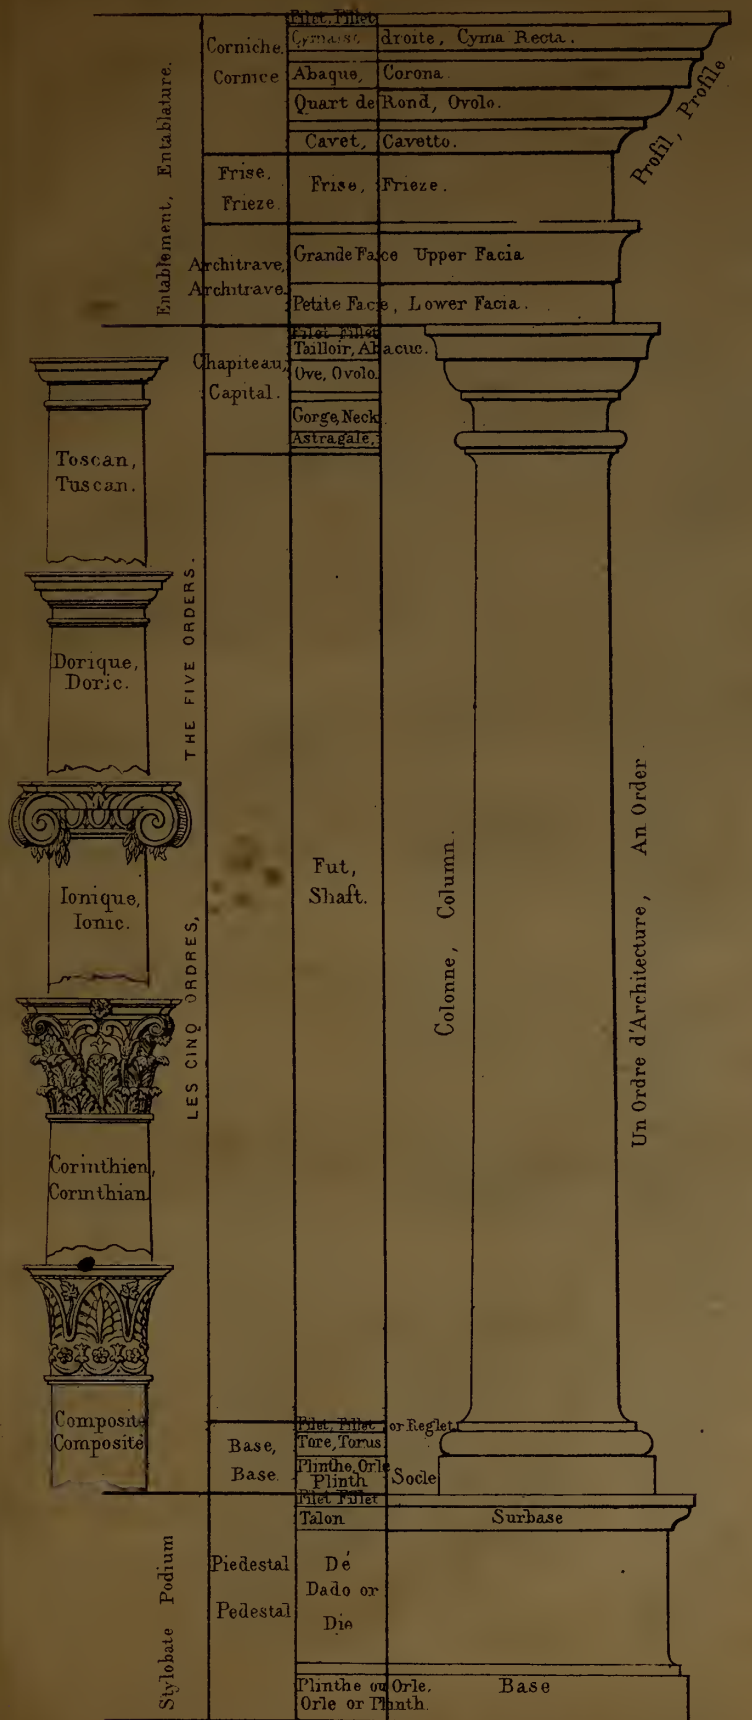 Filet, Fillet
Corniche.
Cornice
Cymaise droite, Cyma Recta.
Abaque, Corona.
Quart de Rond, Ovolo.
Cavet, Cavetto.
Profil, Profile
Frise,
Frieze.
Frise, Frieze.
Entablement, Entablature.
Architrave,
Architrave.
Grande Face Upper Facia
Petite Face, Lower Facia.
Chapiteau,
Capital.
Filet Fillet
Tailloir, Abacuc.
Ove, Ovolo.
Gorge, Neck
Astragale.
Toscan,
Tuscan.
Dorique,
Doric.
Ionique,
Ionic.
Corinthien,
Corinthian
Composite
Composite
LES CINQ ORDRES, THE FIVE ORDERS.
Fut,
Shaft.
Colonne, Column.
Un Ordre d'Architecture, An Order
Base,
Base
Filet, Fillet or Reglet
Tore, Torus
Plinthe, Orle
Plinth
Socle
Filet Fillet
Talon Surbase
Piedestal
Pedestal
Dé
Dado or
Die
Stylobate Podium
Plinthe ou Orle.
Orle or Plinth.
Base